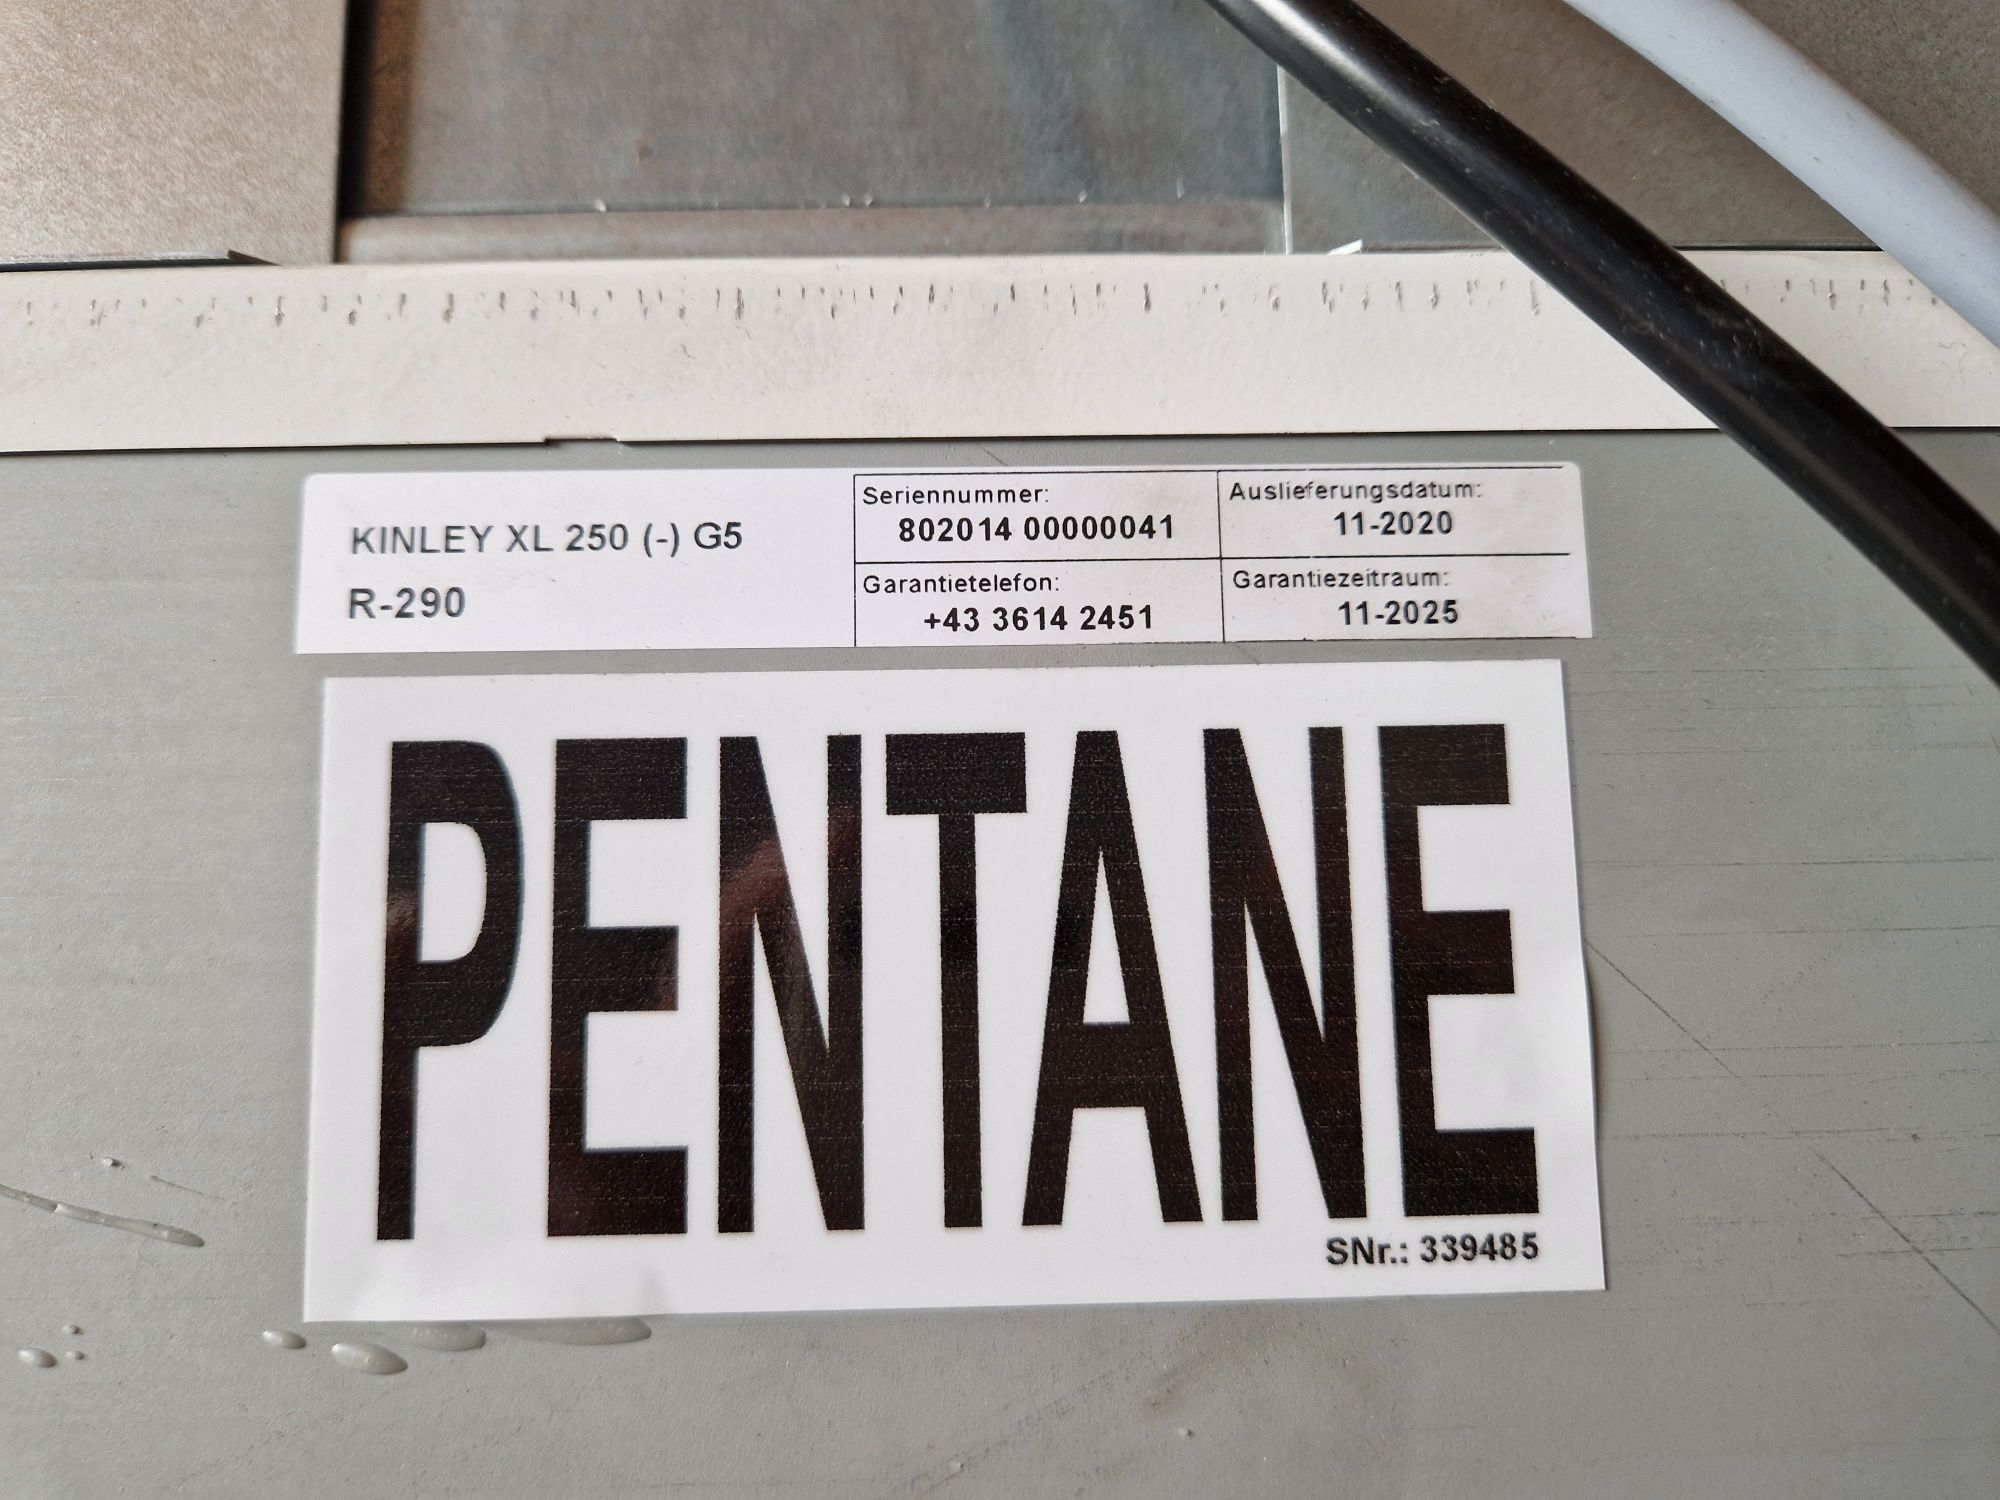 KINLEY XL 250 (-) G5
R-290
Seriennummer:
802014 00000041
Auslieferungsdatum:
11-2020
Garantietelefon:
+43 3614 2451
Garantiezeitraum:
11-2025
PENTANE
SNr.: 339485